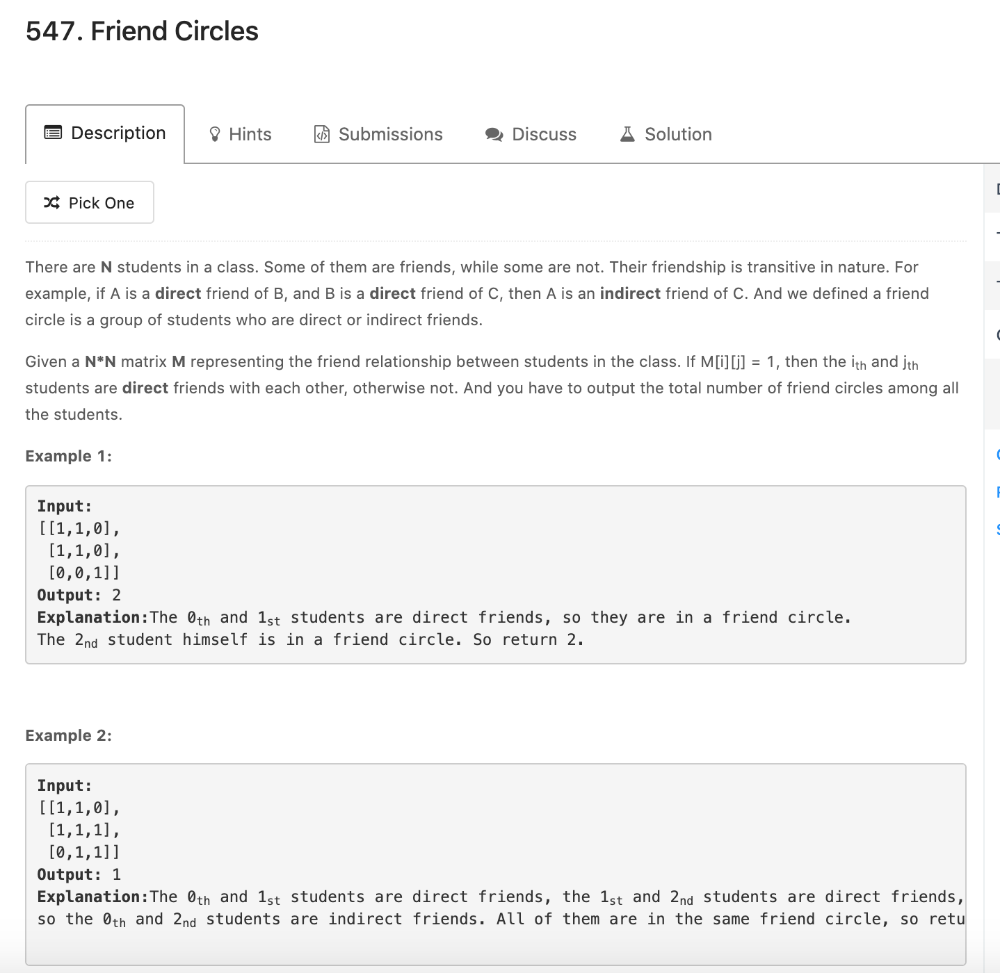 547. Friend Circles
Description
Hints
Submissions
Discuss
Solution
Pick One
There are N students in a class. Some of them are friends, while some are not. Their friendship is transitive in nature. For
example, if A is a direct friend of B, and B is a direct friend of C, then A is an indirect friend of C. And we defined a friend
circle is a group of students who are direct or indirect friends.
Given a N*N matrix M representing the friend relationship between students in the class. If M[i][j] = 1, then the ith and jth
students are direct friends with each other, otherwise not. And you have to output the total number of friend circles among all
the students.
Example 1:
Input:
[[1,1,0],
 [1,1,0],
 [0,0,1]]
Output: 2
Explanation:The 0th and 1st students are direct friends, so they are in a friend circle.
The 2nd student himself is in a friend circle. So return 2.
Example 2:
Input:
[[1,1,0],
 [1,1,1],
 [0,1,1]]
Output: 1
Explanation:The 0th and 1st students are direct friends, the 1st and 2nd students are direct friends,
so the 0th and 2nd students are indirect friends. All of them are in the same friend circle, so retu